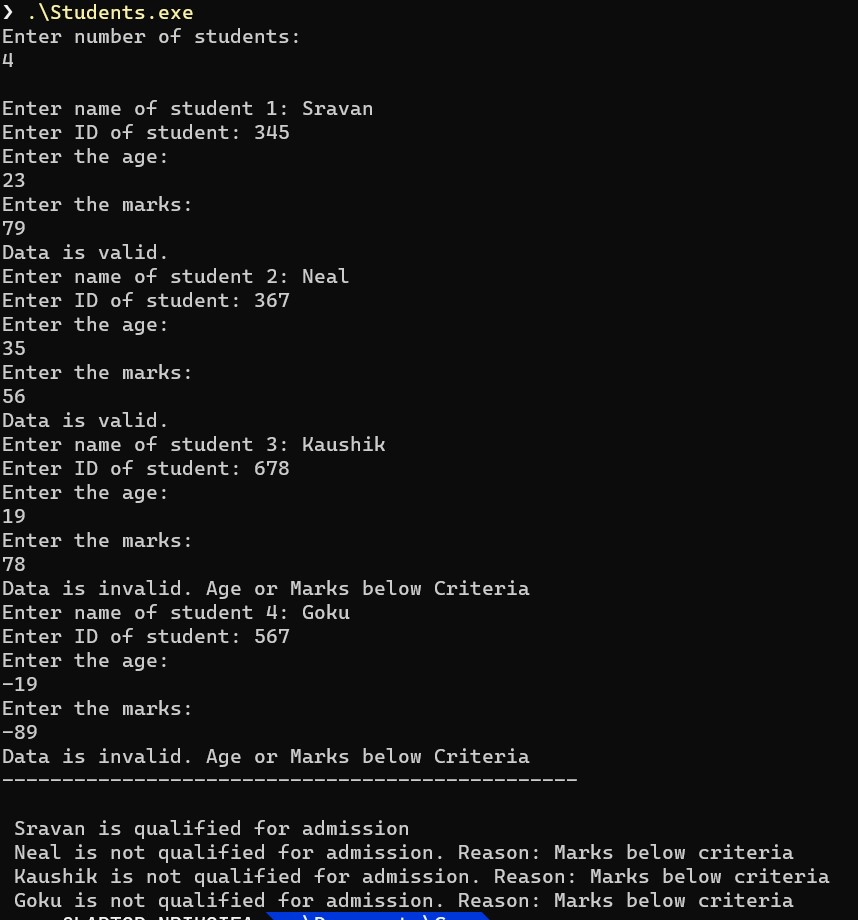 ❯ .\Students.exe
Enter number of students:
4
Enter name of student 1: Sravan
Enter ID of student: 345
Enter the age:
23
Enter the marks:
79
Data is valid.
Enter name of student 2: Neal
Enter ID of student: 367
Enter the age:
35
Enter the marks:
56
Data is valid.
Enter name of student 3: Kaushik
Enter ID of student: 678
Enter the age:
19
Enter the marks:
78
Data is invalid. Age or Marks below Criteria
Enter name of student 4: Goku
Enter ID of student: 567
Enter the age:
-19
Enter the marks:
-89
Data is invalid. Age or Marks below Criteria
------------------------------------------------
Sravan is qualified for admission
Neal is not qualified for admission. Reason: Marks below criteria
Kaushik is not qualified for admission. Reason: Marks below criteria
Goku is not qualified for admission. Reason: Marks below criteria